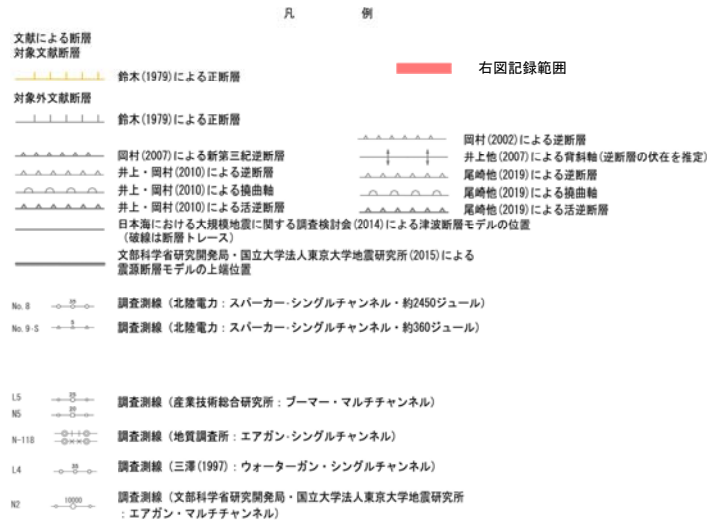 凡 例
文献による断層
対象文献断層
鈴木(1979)による正断層
右図記録範囲
対象外文献断層
鈴木(1979)による正断層
岡村(2007)による新第三紀逆断層
井上・岡村(2010)による逆断層
井上・岡村(2010)による撓曲軸
井上・岡村(2010)による活逆断層
岡村(2002)による逆断層
井上他(2007)による背斜軸(逆断層の伏在を推定)
尾崎他(2019)による逆断層
尾崎他(2019)による撓曲軸
尾崎他(2019)による活逆断層
日本海における大規模地震に関する調査検討会(2014)による津波断層モデルの位置
(破線は断層トレース)
文部科学省研究開発局・国立大学法人東京大学地震研究所(2015)による
震源断層モデルの上端位置
No.8 25 調査測線(北陸電力:スパーカー・シングルチャンネル・約2450ジュール)
No.9-S 5 調査測線(北陸電力:スパーカー・シングルチャンネル・約360ジュール)
L5 25
調査測線(産業技術総合研究所:ブーマー・マルチチャンネル)
N5 20
N-118 調査測線(地質調査所:エアガン・シングルチャンネル)
L4 35 調査測線(三澤(1997):ウォーターガン・シングルチャンネル)
N2 10000 調査測線(文部科学省研究開発局・国立大学法人東京大学地震研究所
:エアガン・マルチチャンネル)